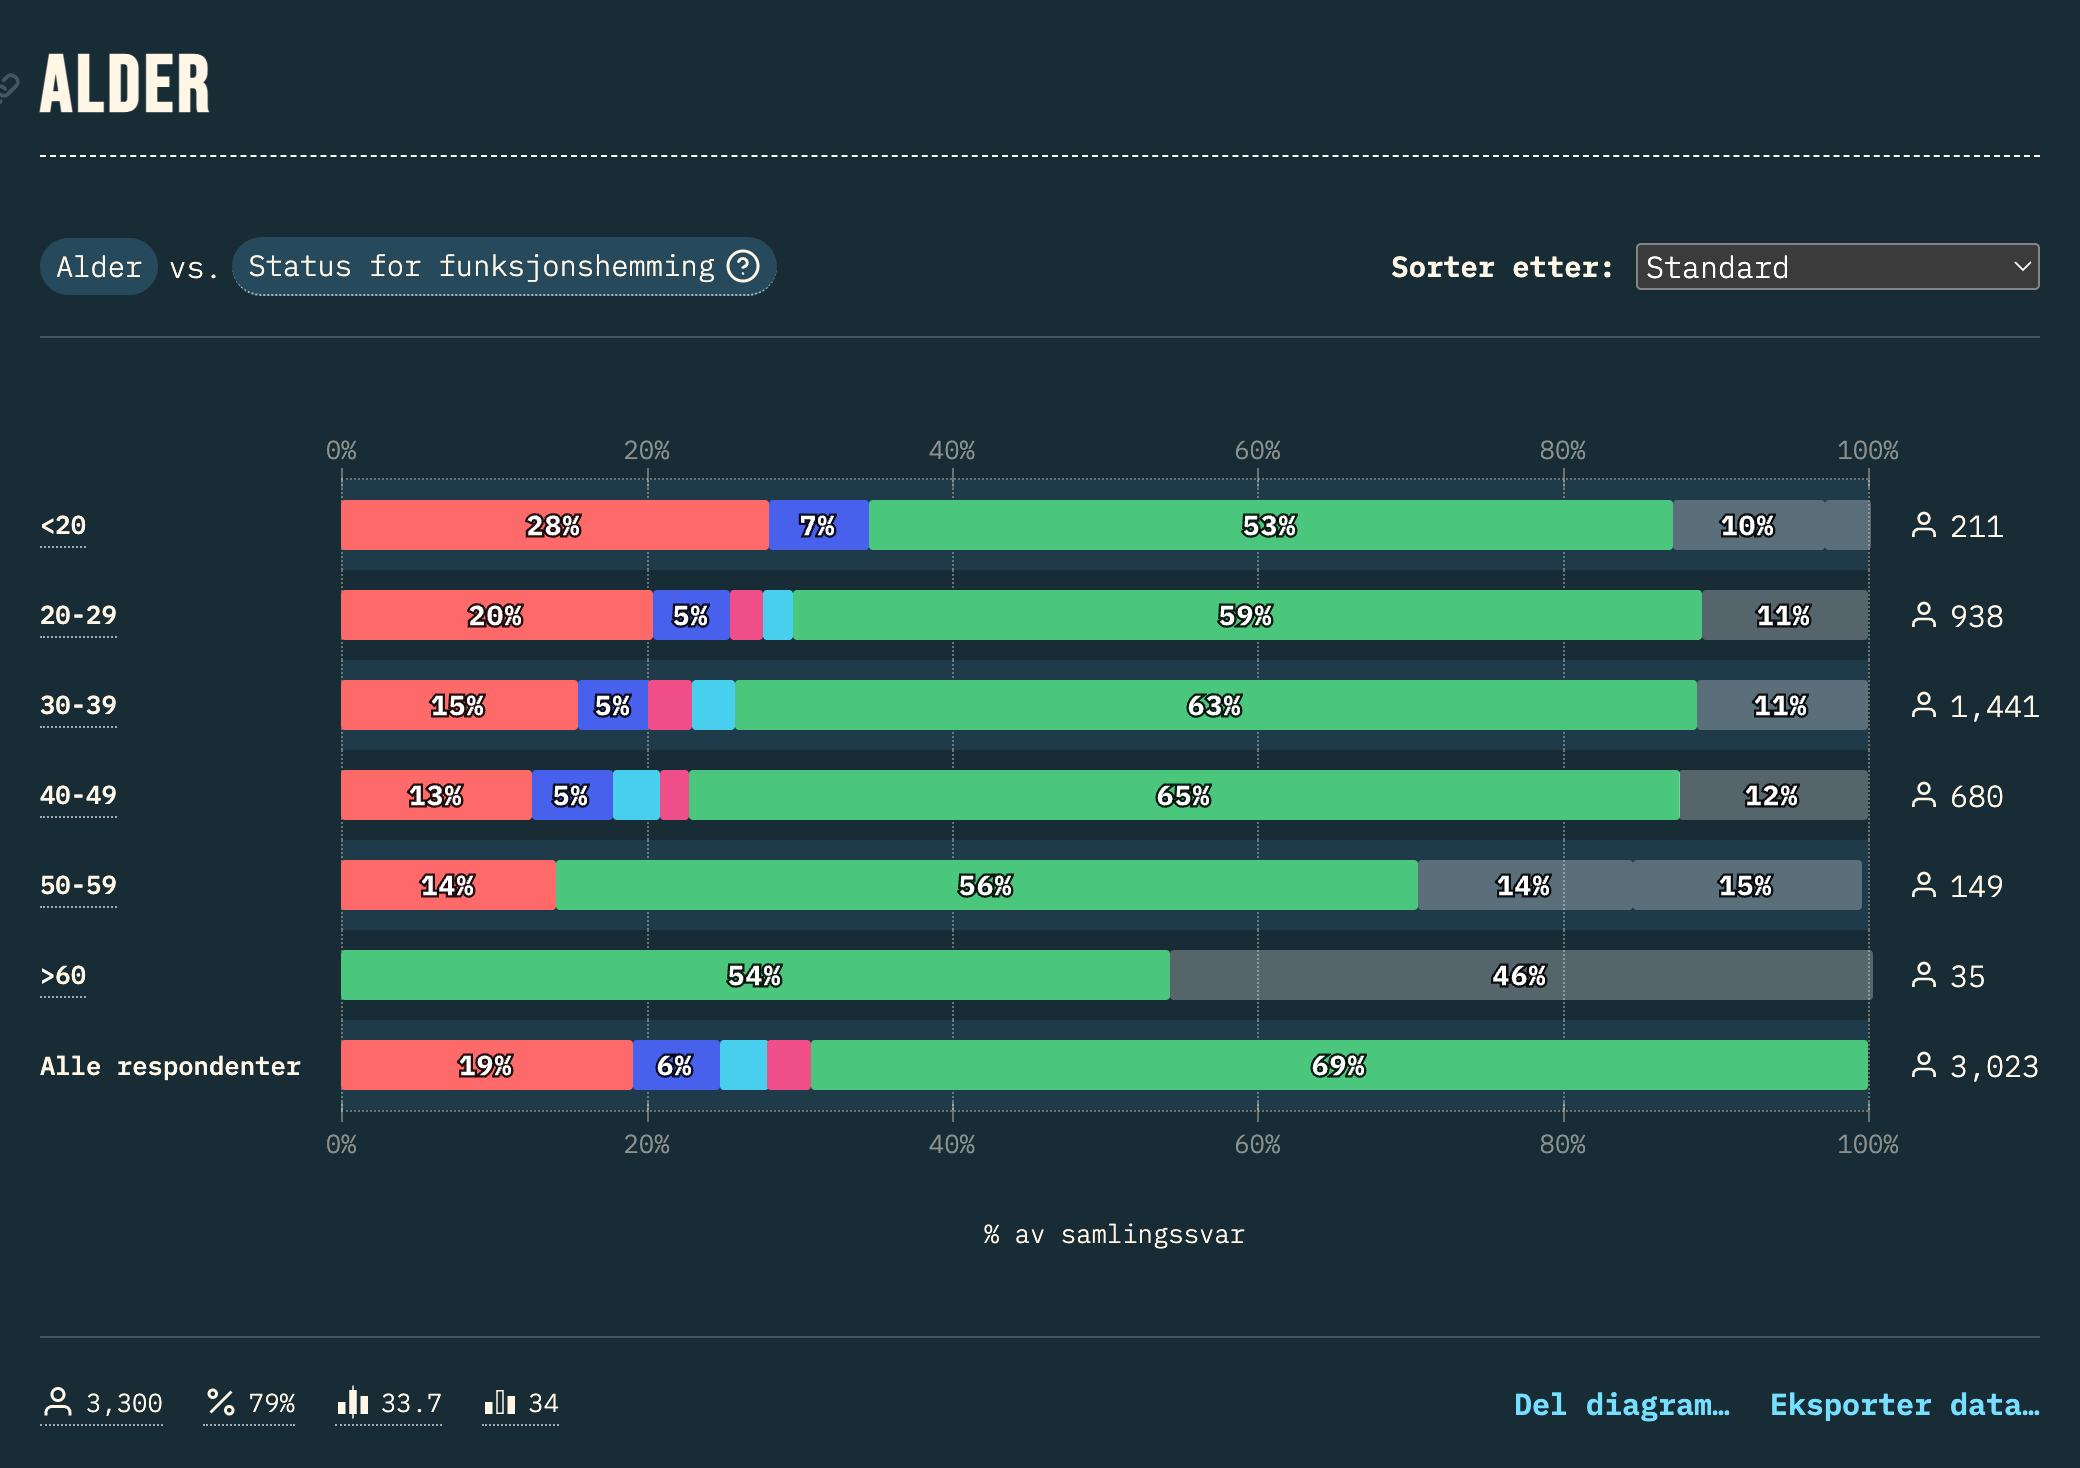 ALDER
Alder vs. Status for funksjonshemming ?
Sorter etter: Standard
0% 20% 40% 60% 80% 100%
<20 28% 7% 53% 10% 211
20-29 20% 5% 59% 11% 938
30-39 15% 5% 63% 11% 1,441
40-49 13% 5% 65% 12% 680
50-59 14% 56% 14% 15% 149
>60 54% 46% 35
Alle respondenter 19% 6% 69% 3,023
0% 20% 40% 60% 80% 100%
% av samlingssvar
3,300 % 79% 33.7 34
Del diagram… Eksporter data…